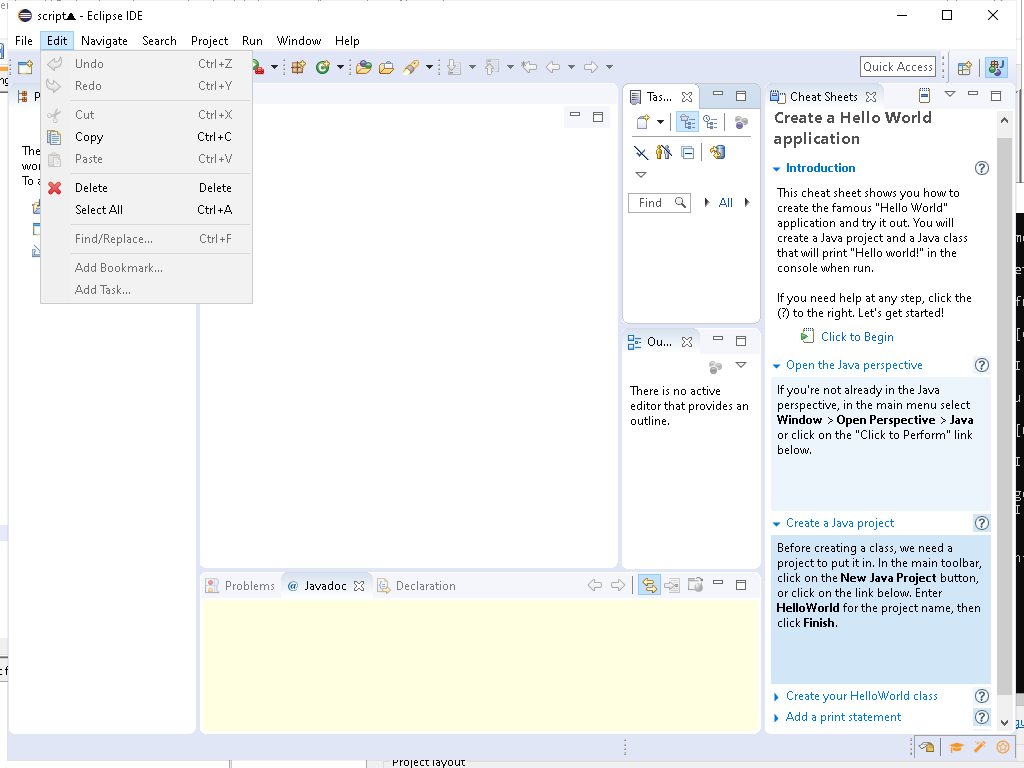 script▲ - Eclipse IDE
File Edit Navigate Search Project Run Window Help
Undo Ctrl+Z
Redo Ctrl+Y
Cut Ctrl+X
Copy Ctrl+C
Paste Ctrl+V
Delete Delete
Select All Ctrl+A
Find/Replace... Ctrl+F
Add Bookmark...
Add Task...
Quick Access
Tas...
Find
All
Ou...
There is no active
editor that provides an
outline.
Problems @ Javadoc Declaration
Cheat Sheets
Create a Hello World
application
Introduction
This cheat sheet shows you how to
create the famous "Hello World"
application and try it out. You will
create a Java project and a Java class
that will print "Hello world!" in the
console when run.
If you need help at any step, click the
(?) to the right. Let's get started!
Click to Begin
Open the Java perspective
If you're not already in the Java
perspective, in the main menu select
Window > Open Perspective > Java
or click on the "Click to Perform" link
below.
Create a Java project
Before creating a class, we need a
project to put it in. In the main toolbar,
click on the New Java Project button,
or click on the link below. Enter
HelloWorld for the project name, then
click Finish.
Create your HelloWorld class
Add a print statement
Project layout